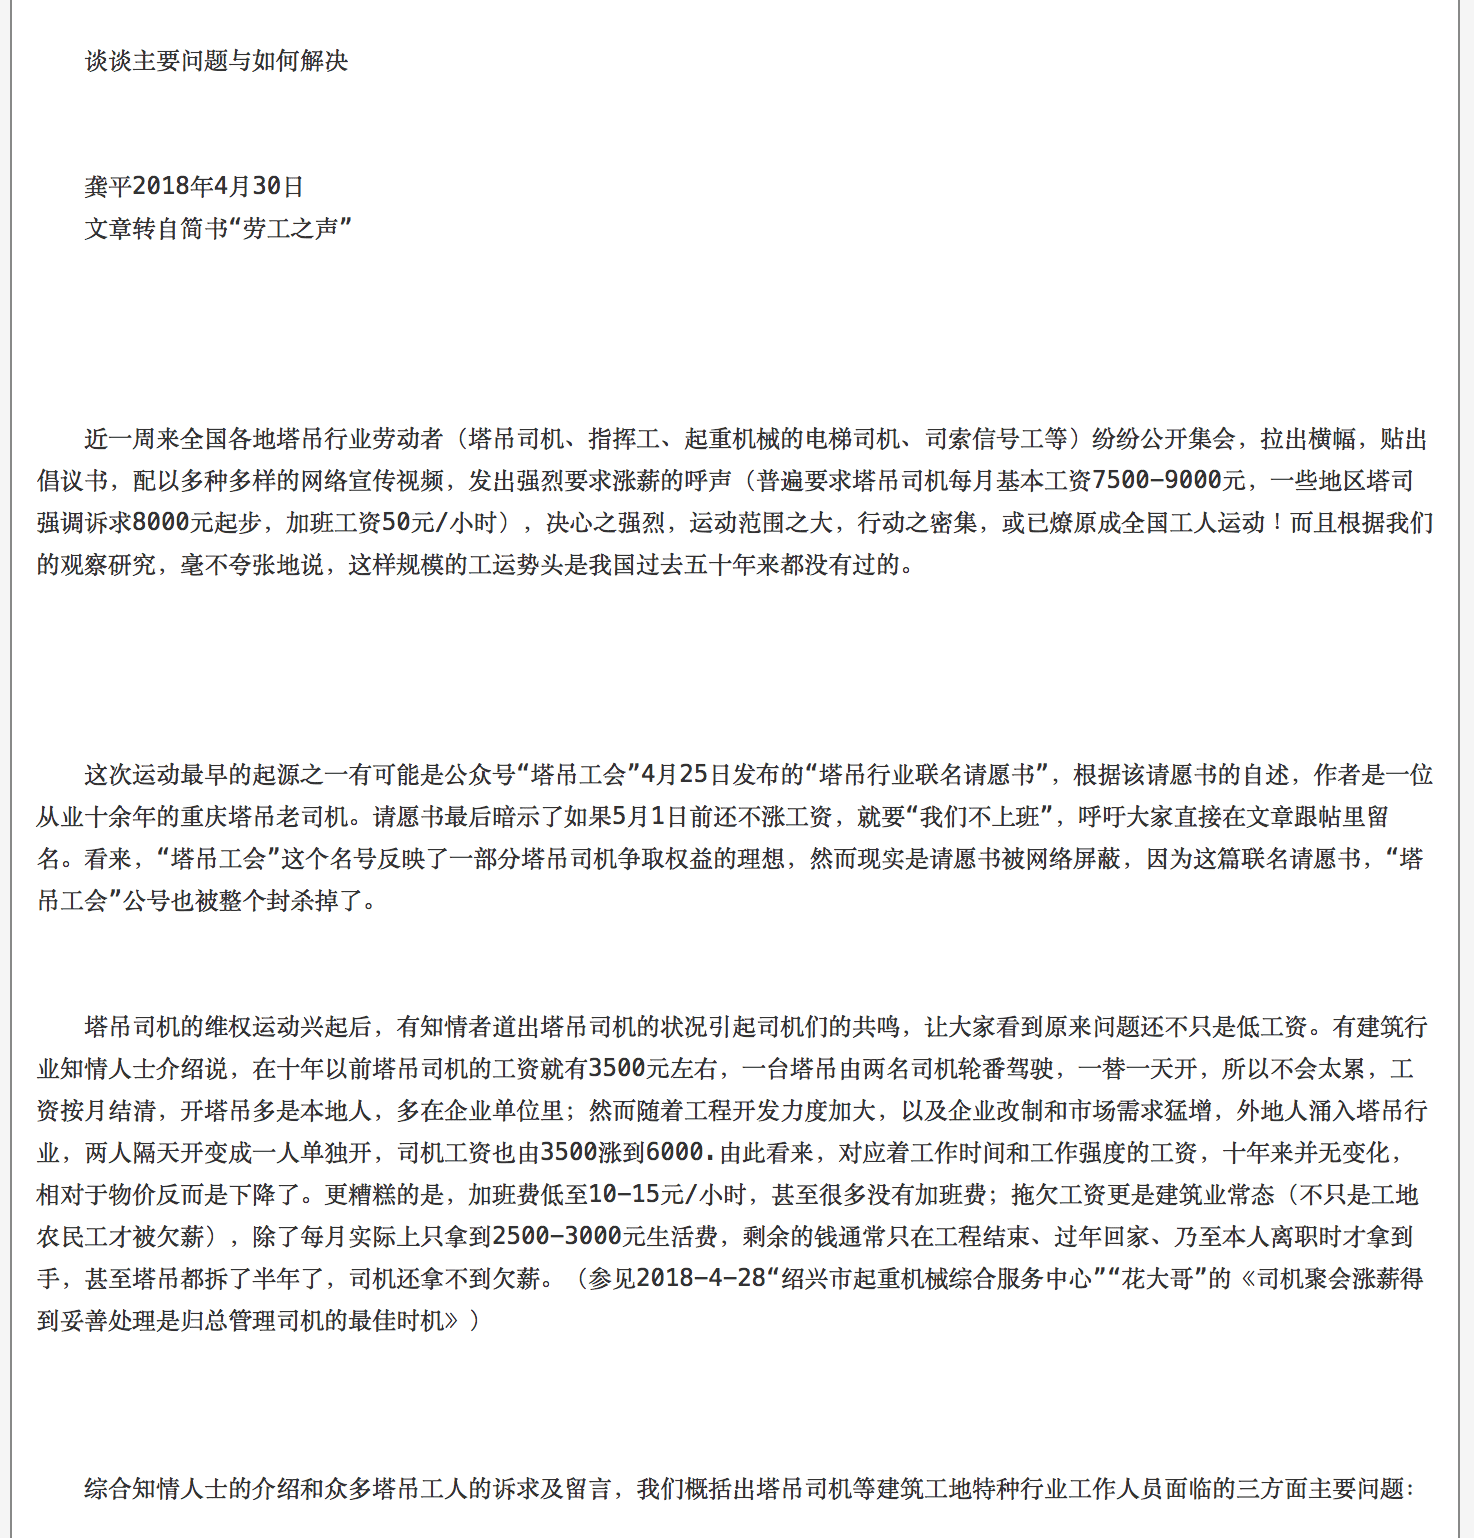 谈谈主要问题与如何解决
龚平2018年4月30日
文章转自简书“劳工之声”
近一周来全国各地塔吊行业劳动者（塔吊司机、指挥工、起重机械的电梯司机、司索信号工等）纷纷公开集会，拉出横幅，贴出
倡议书，配以多种多样的网络宣传视频，发出强烈要求涨薪的呼声（普遍要求塔吊司机每月基本工资7500-9000元，一些地区塔司
强调诉求8000元起步，加班工资50元/小时），决心之强烈，运动范围之大，行动之密集，或已燎原成全国工人运动！而且根据我们
的观察研究，毫不夸张地说，这样规模的工运势头是我国过去五十年来都没有过的。
这次运动最早的起源之一有可能是公众号“塔吊工会”4月25日发布的“塔吊行业联名请愿书”，根据该请愿书的自述，作者是一位
从业十余年的重庆塔吊老司机。请愿书最后暗示了如果5月1日前还不涨工资，就要“我们不上班”，呼吁大家直接在文章跟帖里留
名。看来，“塔吊工会”这个名号反映了一部分塔吊司机争取权益的理想，然而现实是请愿书被网络屏蔽，因为这篇联名请愿书，“塔
吊工会”公号也被整个封杀掉了。
塔吊司机的维权运动兴起后，有知情者道出塔吊司机的状况引起司机们的共鸣，让大家看到原来问题还不只是低工资。有建筑行
业知情人士介绍说，在十年以前塔吊司机的工资就有3500元左右，一台塔吊由两名司机轮番驾驶，一替一天开，所以不会太累，工
资按月结清，开塔吊多是本地人，多在企业单位里；然而随着工程开发力度加大，以及企业改制和市场需求猛增，外地人涌入塔吊行
业，两人隔天开变成一人单独开，司机工资也由3500涨到6000.由此看来，对应着工作时间和工作强度的工资，十年来并无变化，
相对于物价反而是下降了。更糟糕的是，加班费低至10-15元/小时，甚至很多没有加班费；拖欠工资更是建筑业常态（不只是工地
农民工才被欠薪），除了每月实际上只拿到2500-3000元生活费，剩余的钱通常只在工程结束、过年回家、乃至本人离职时才拿到
手，甚至塔吊都拆了半年了，司机还拿不到欠薪。（参见2018-4-28“绍兴市起重机械综合服务中心”“花大哥”的《司机聚会涨薪得
到妥善处理是归总管理司机的最佳时机》）
综合知情人士的介绍和众多塔吊工人的诉求及留言，我们概括出塔吊司机等建筑工地特种行业工作人员面临的三方面主要问题：